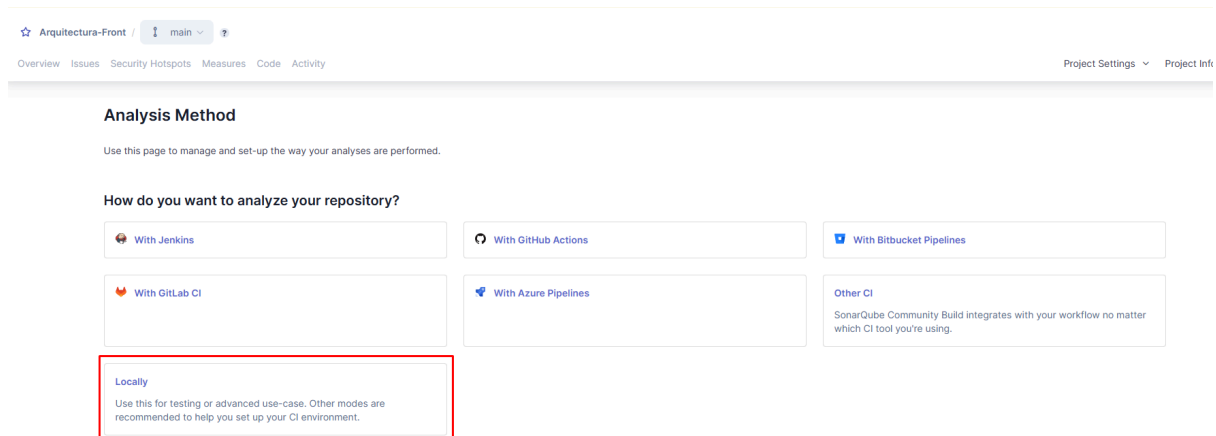 Arquitectura-Front / main ?
Overview Issues Security Hotspots Measures Code Activity Project Settings Project Info
Analysis Method
Use this page to manage and set-up the way your analyses are performed.
How do you want to analyze your repository?
With Jenkins
With GitHub Actions
With Bitbucket Pipelines
With GitLab CI
With Azure Pipelines
Other CI
SonarQube Community Build integrates with your workflow no matter
which CI tool you're using.
Locally
Use this for testing or advanced use-case. Other modes are
recommended to help you set up your CI environment.